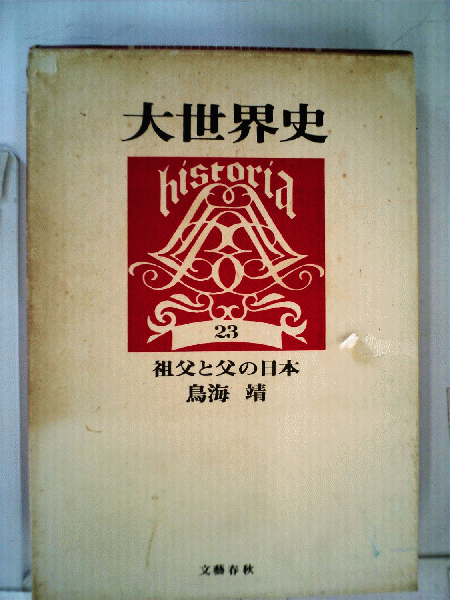 大世界史
historia
23
祖父と父の日本
鳥海 靖
文藝春秋